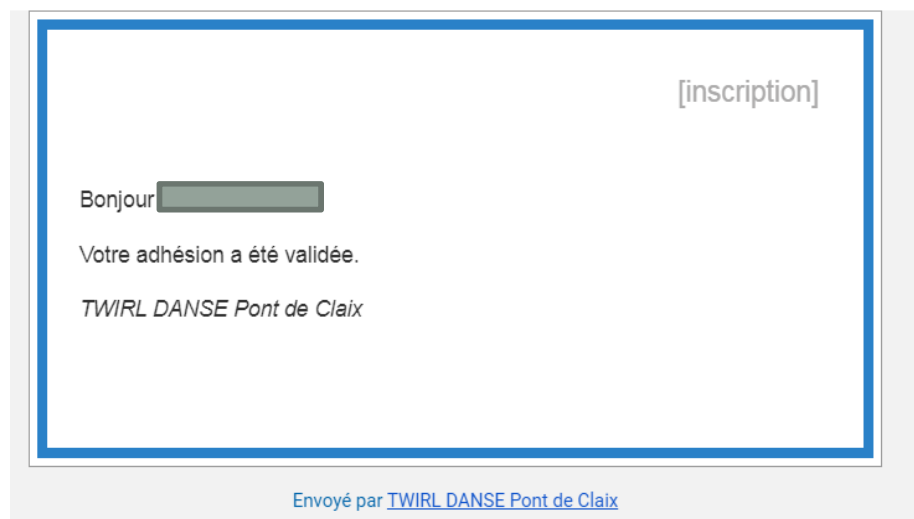 [inscription]
Bonjour
Votre adhésion a été validée.
TWIRL DANSE Pont de Claix
Envoyé par TWIRL DANSE Pont de Claix